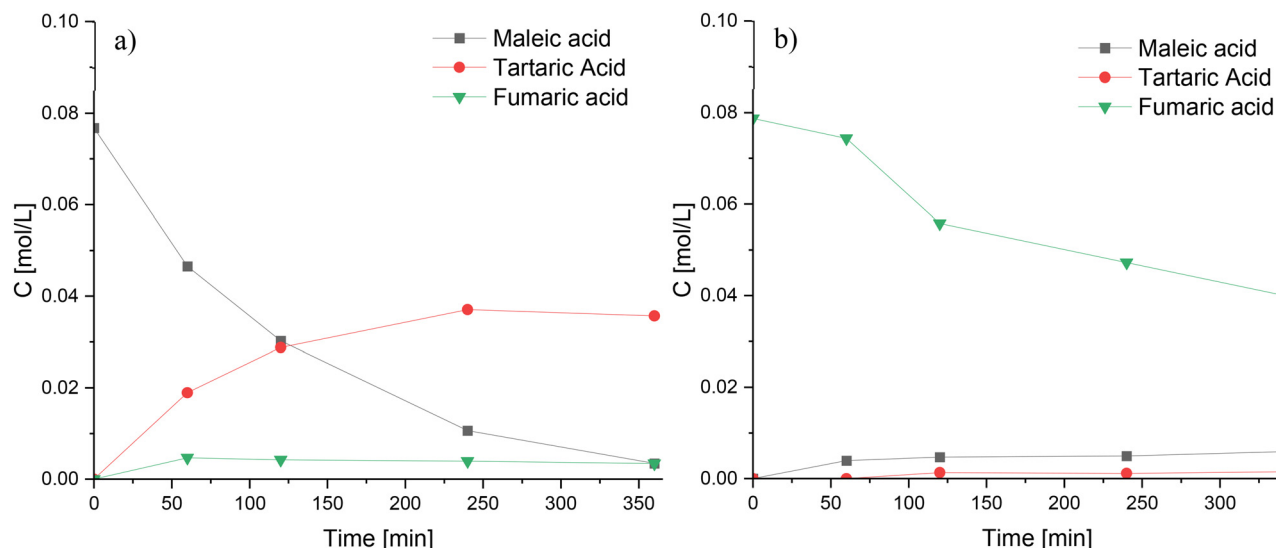 a)
Maleic acid
Tartaric Acid
Fumaric acid
C [mol/L]
0.10
0.08
0.06
0.04
0.02
0.00
0 50 100 150 200 250 300 350
Time [min]
b)
Maleic acid
Tartaric Acid
Fumaric acid
C [mol/L]
0.10
0.08
0.06
0.04
0.02
0.00
0 50 100 150 200 250 300
Time [min]